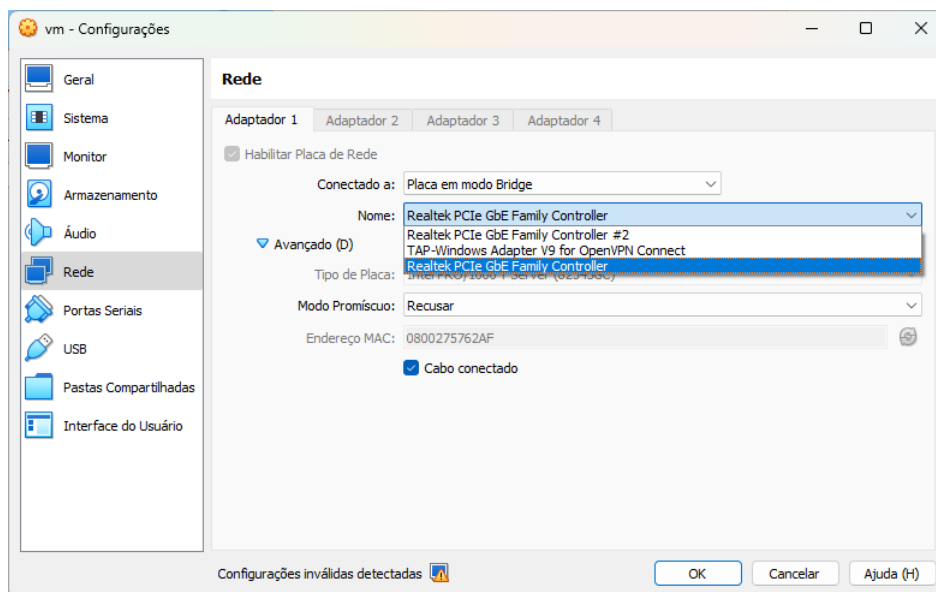 vm - Configurações
Geral
Sistema
Monitor
Armazenamento
Áudio
Rede
Portas Seriais
USB
Pastas Compartilhadas
Interface do Usuário
Rede
Adaptador 1 Adaptador 2 Adaptador 3 Adaptador 4
Habilitar Placa de Rede
Conectado a: Placa em modo Bridge
Nome: Realtek PCIe GbE Family Controller
Realtek PCIe GbE Family Controller #2
TAP-Windows Adapter V9 for OpenVPN Connect
Realtek PCIe GbE Family Controller
Avançado (D)
Tipo de Placa:
Modo Promíscuo: Recusar
Endereço MAC: 0800275762AF
Cabo conectado
Configurações inválidas detectadas
OK Cancelar Ajuda (H)